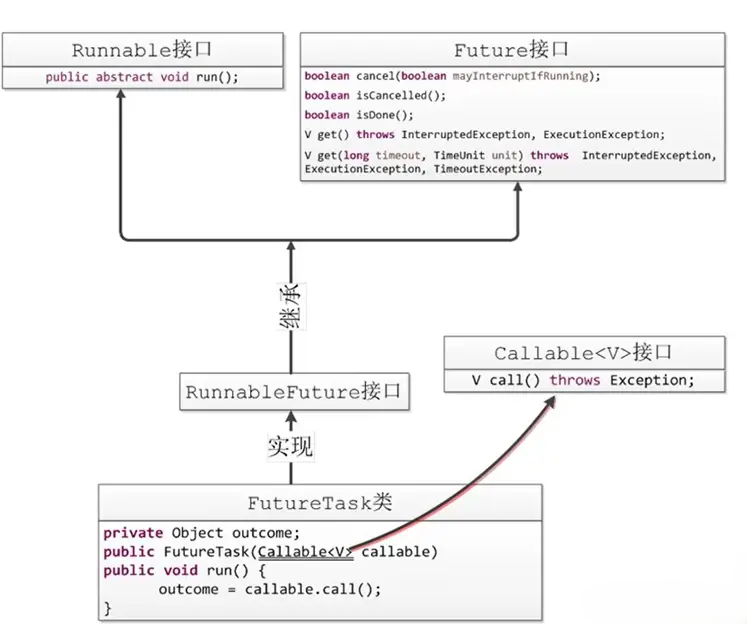 Runnable接口
public abstract void run();
Future接口
boolean cancel(boolean mayInterruptIfRunning);
boolean isCancelled();
boolean isDone();
V get() throws InterruptedException, ExecutionException;
V get(long timeout, TimeUnit unit) throws InterruptedException,
ExecutionException, TimeoutException;
继承
Callable<V>接口
V call() throws Exception;
RunnableFuture接口
实现
FutureTask类
private Object outcome;
public FutureTask(Callable<V> callable)
public void run() {
outcome = callable.call();
}